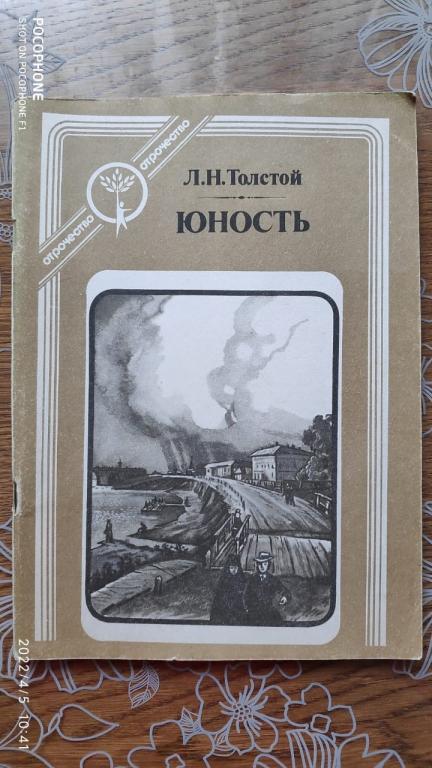 POCOPHONE
SHOT ON POCOPHONE F1
отрочество
отрочество
Л.Н.Толстой
ЮНОСТЬ
2022/4/5 10:41